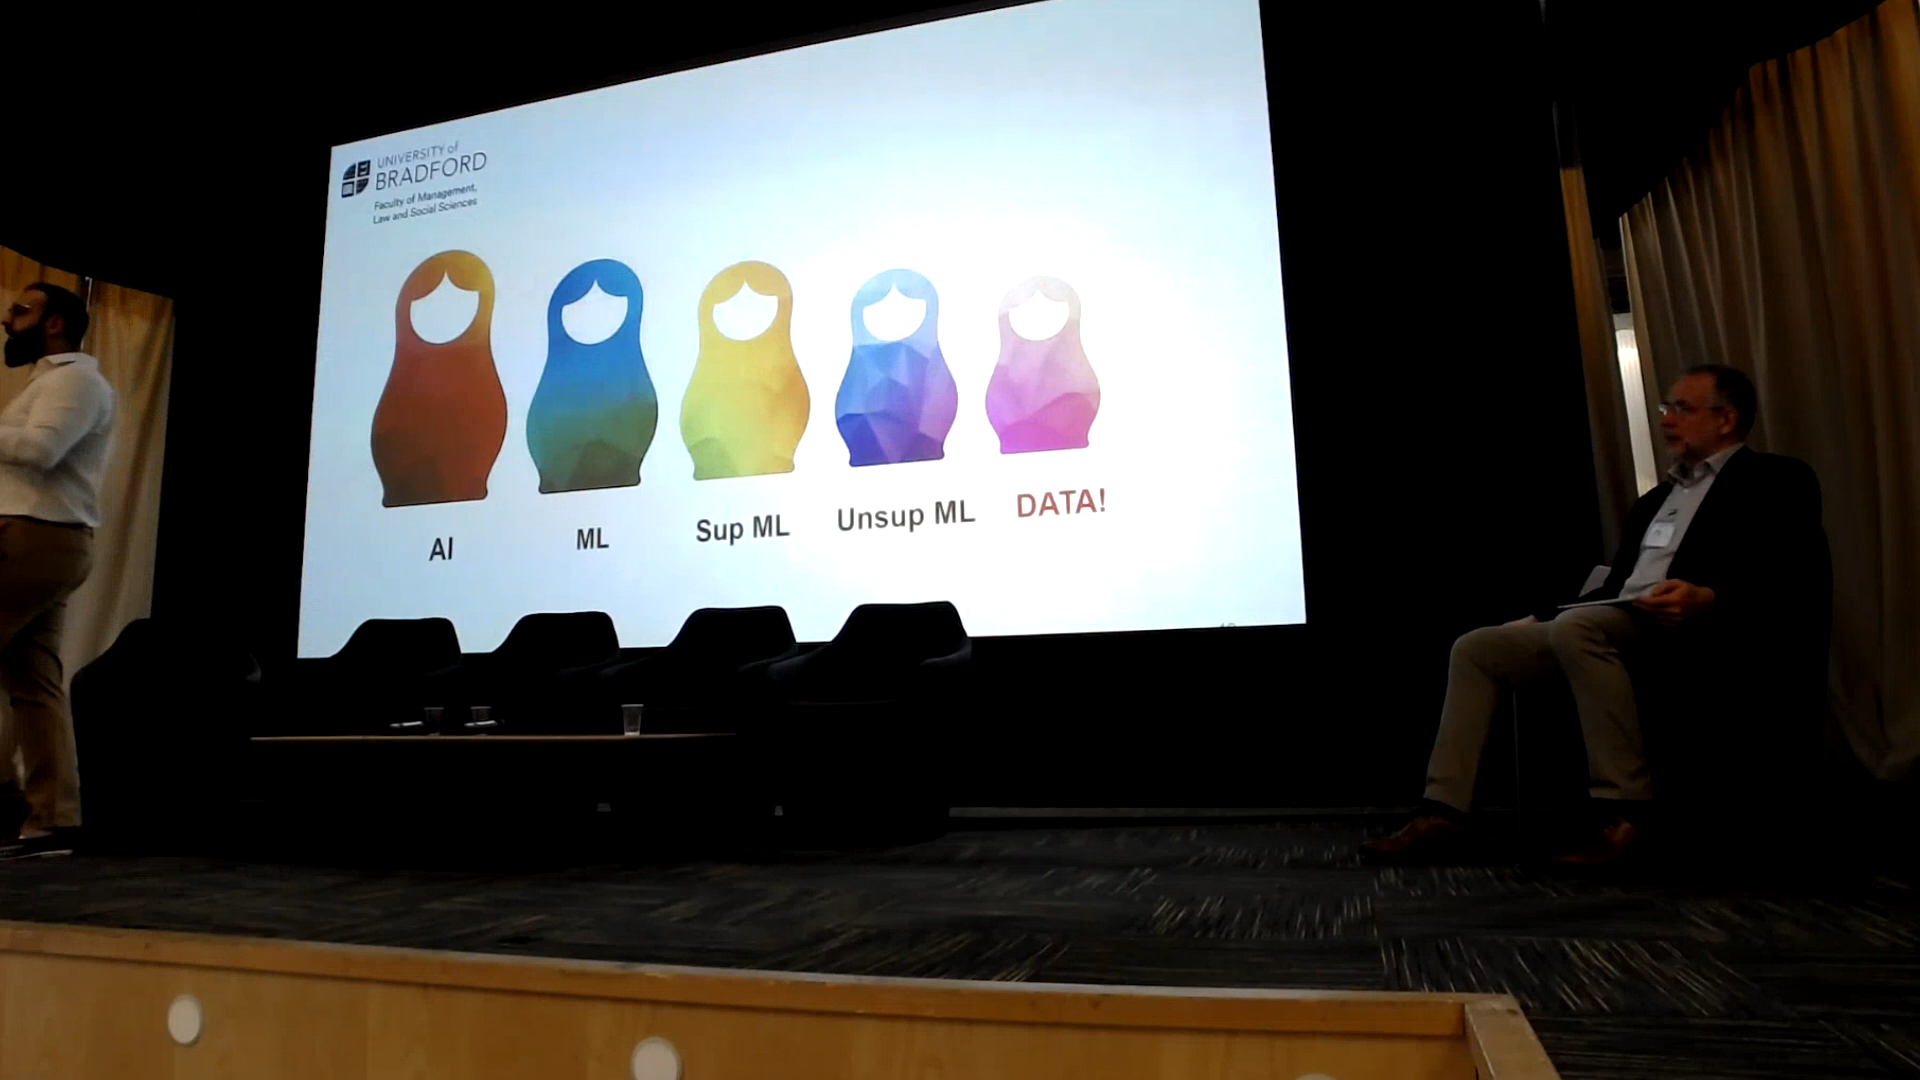 UNIVERSITY of
BRADFORD
Faculty of Management,
Law and Social Sciences
AI
ML
Sup ML
Unsup ML
DATA!